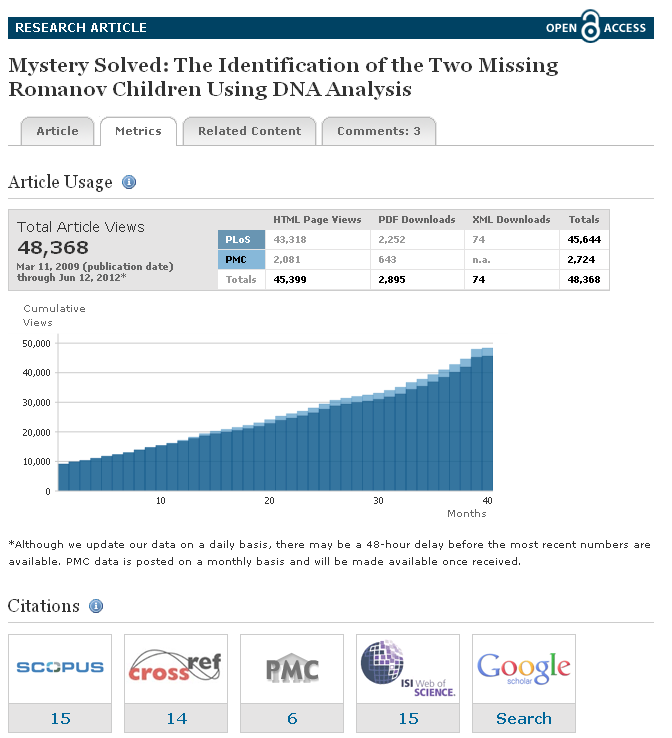 RESEARCH ARTICLE
OPEN ACCESS
Mystery Solved: The Identification of the Two Missing
Romanov Children Using DNA Analysis
Article Metrics Related Content Comments: 3
Article Usage i
Total Article Views
48,368
Mar 11, 2009 (publication date)
through Jun 12, 2012*
HTML Page Views PDF Downloads XML Downloads Totals
PLoS 43,318 2,252 74 45,644
PMC 2,081 643 n.a. 2,724
Totals 45,399 2,895 74 48,368
Cumulative
Views
50,000
40,000
30,000
20,000
10,000
0
10 20 30 40
Months
*Although we update our data on a daily basis, there may be a 48-hour delay before the most recent numbers are
available. PMC data is posted on a monthly basis and will be made available once received.
Citations i
SCOPUS
15
crossref
14
PMC
6
ISI Web of
SCIENCE.
15
Google
scholar
Search